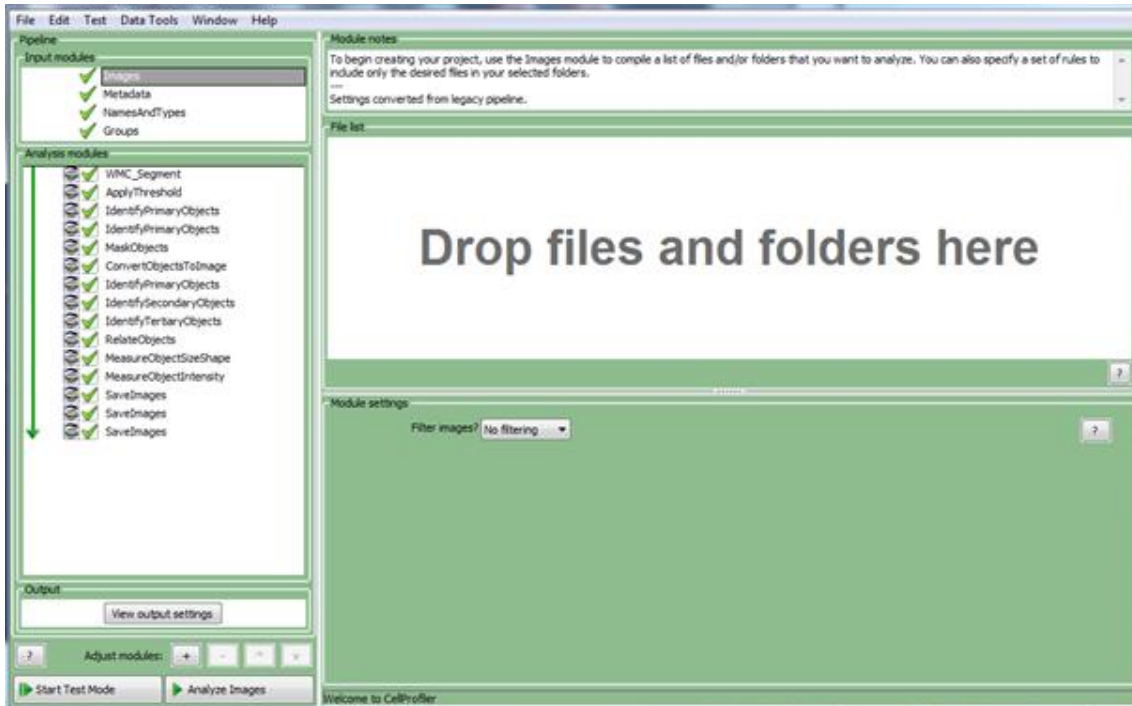 File Edit Test Data Tools Window Help
Pipeline
Input modules
Images
Metadata
NamesAndTypes
Groups
Analysis modules
WMC_Segment
ApplyThreshold
IdentifyPrimaryObjects
IdentifyPrimaryObjects
MaskObjects
ConvertObjectsToImage
IdentifyPrimaryObjects
IdentifySecondaryObjects
IdentifyTertiaryObjects
RelateObjects
MeasureObjectSizeShape
MeasureObjectIntensity
SaveImages
SaveImages
SaveImages
Output
View output settings
? Adjust modules: + - ^ v
Start Test Mode Analyze Images
Module notes
To begin creating your project, use the Images module to compile a list of files and/or folders that you want to analyze. You can also specify a set of rules to
include only the desired files in your selected folders.
---
Settings converted from legacy pipeline.
File list
Drop files and folders here
?
Module settings
Filter images? No filtering ?
Welcome to CellProfiler